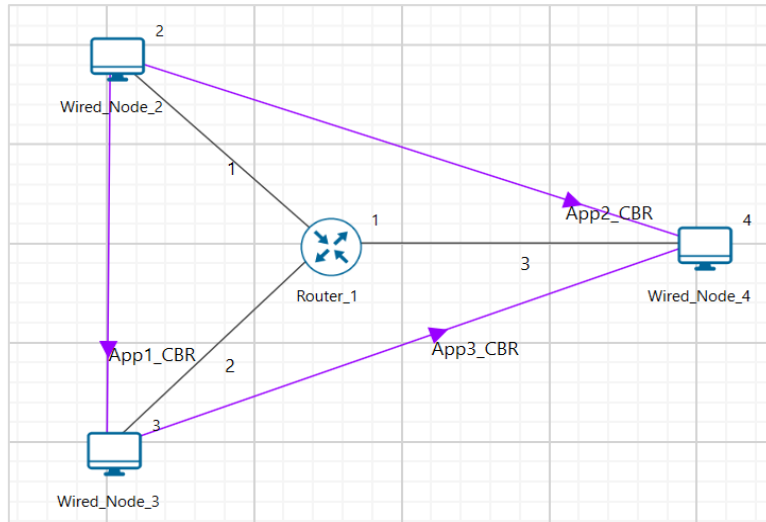 2
Wired_Node_2
1
1
App2_CBR
4
3
Router_1
Wired_Node_4
App1_CBR
App3_CBR
2
3
Wired_Node_3